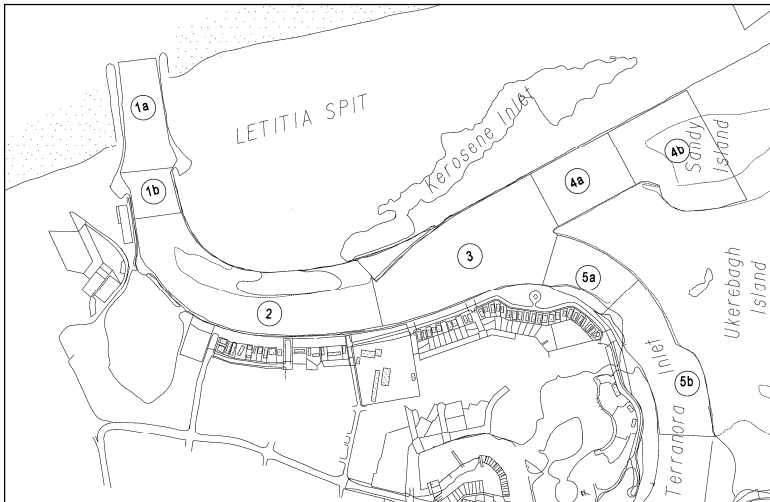 1a
LETITIA SPIT
Kerosene Inlet
4b
Sandy
Island
4a
1b
3
5a
Ukerebagh
Island
2
5b
Terranora Inlet